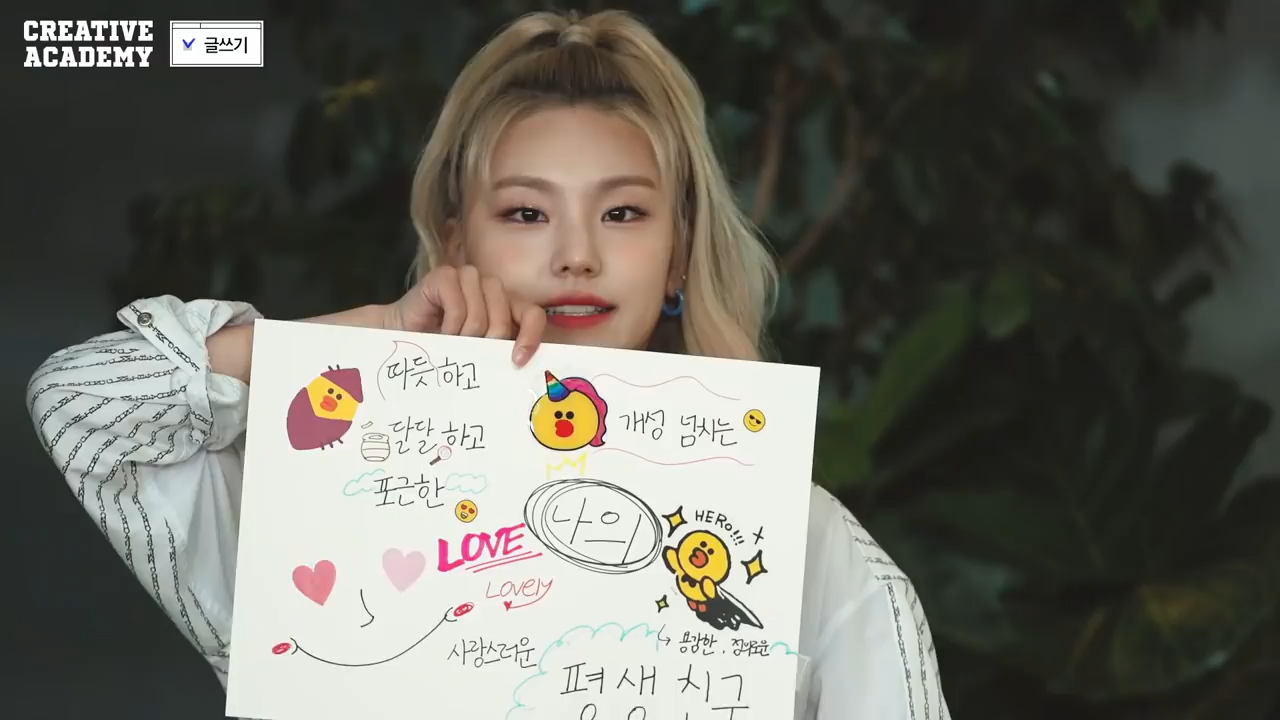 CREATIVE
ACADEMY
글쓰기
따듯하고
달달하고
포근한
개성 넘치는
나의
HERO!!!
LOVE
Lovely
사랑스러운
용감한, 정의로운
평생친구